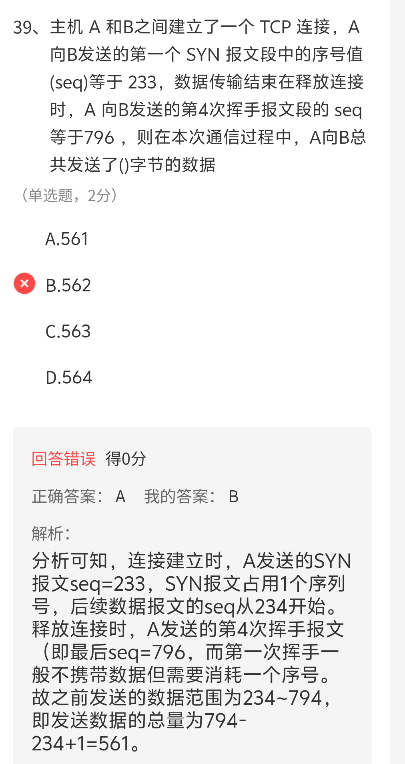 39、主机 A 和B之间建立了一个 TCP 连接，A
向B发送的第一个 SYN 报文段中的序号值
(seq)等于 233，数据传输结束在释放连接
时，A 向B发送的第4次挥手报文段的 seq
等于796 ，则在本次通信过程中，A向B总
共发送了()字节的数据
（单选题，2分）
A.561
B.562
C.563
D.564
回答错误 得0分
正确答案： A 我的答案： B
解析：
分析可知，连接建立时，A发送的SYN
报文seq=233，SYN报文占用1个序列
号，后续数据报文的seq从234开始。
释放连接时，A发送的第4次挥手报文
（即最后seq=796，而第一次挥手一
般不携带数据但需要消耗一个序号。
故之前发送的数据范围为234~794，
即发送数据的总量为794-
234+1=561。